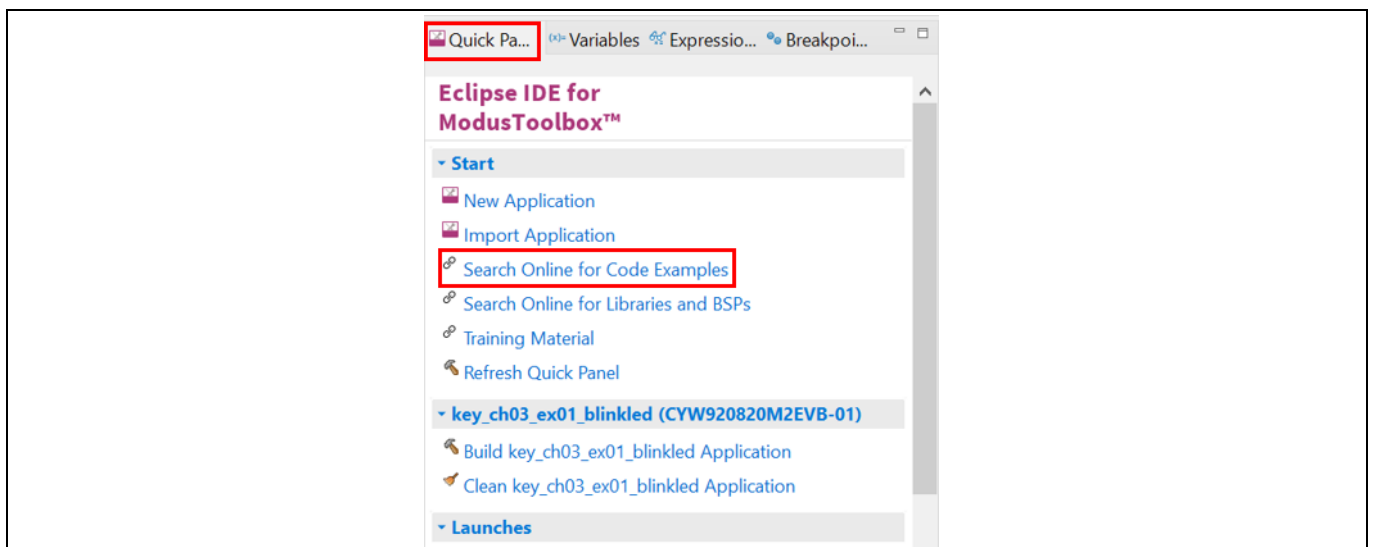 Quick Pa... (x)= Variables Expressio... Breakpoi...
Eclipse IDE for
ModusToolbox™
Start
New Application
Import Application
Search Online for Code Examples
Search Online for Libraries and BSPs
Training Material
Refresh Quick Panel
key_ch03_ex01_blinkled (CYW920820M2EVB-01)
Build key_ch03_ex01_blinkled Application
Clean key_ch03_ex01_blinkled Application
Launches